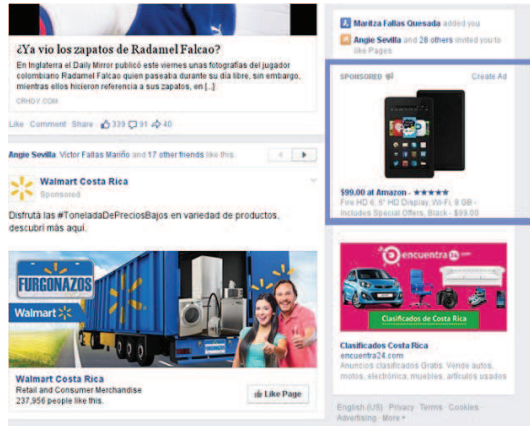 ¿Ya vio los zapatos de Radamel Falcao?
En Inglaterra el Daily Mirror publicó este viernes unas fotografías del jugador
colombiano Radamel Falcao quien paseaba durante su día libre, sin embargo,
mientras ellos hicieron referencia a sus zapatos, en [...]
CRHOY.COM
Like Comment Share 339 91 40
Angie Sevilla, Victor Fallas Mariño and 17 other friends like this.
Walmart Costa Rica
Sponsored
Disfrutá las #ToneladaDePreciosBajos en variedad de productos,
descubrí más aquí.
FURGONAZOS
Walmart
Walmart Costa Rica
Retail and Consumer Merchandise
237,956 people like this.
Like Page
Maritza Fallas Quesada added you
Angie Sevilla and 28 others invited you to
like Pages
SPONSORED Create Ad
$99.00 at Amazon - ★★★★★
Fire HD 6, 6" HD Display, Wi-Fi, 8 GB -
Includes Special Offers, Black - $99.00
encuentra24.com
Clasificados de Costa Rica
Clasificados Costa Rica
encuentra24.com
Anuncios clasificados Gratis. Vende autos,
motos, electrónica, muebles, artículos usados
English (US) · Privacy · Terms · Cookies ·
Advertising · More